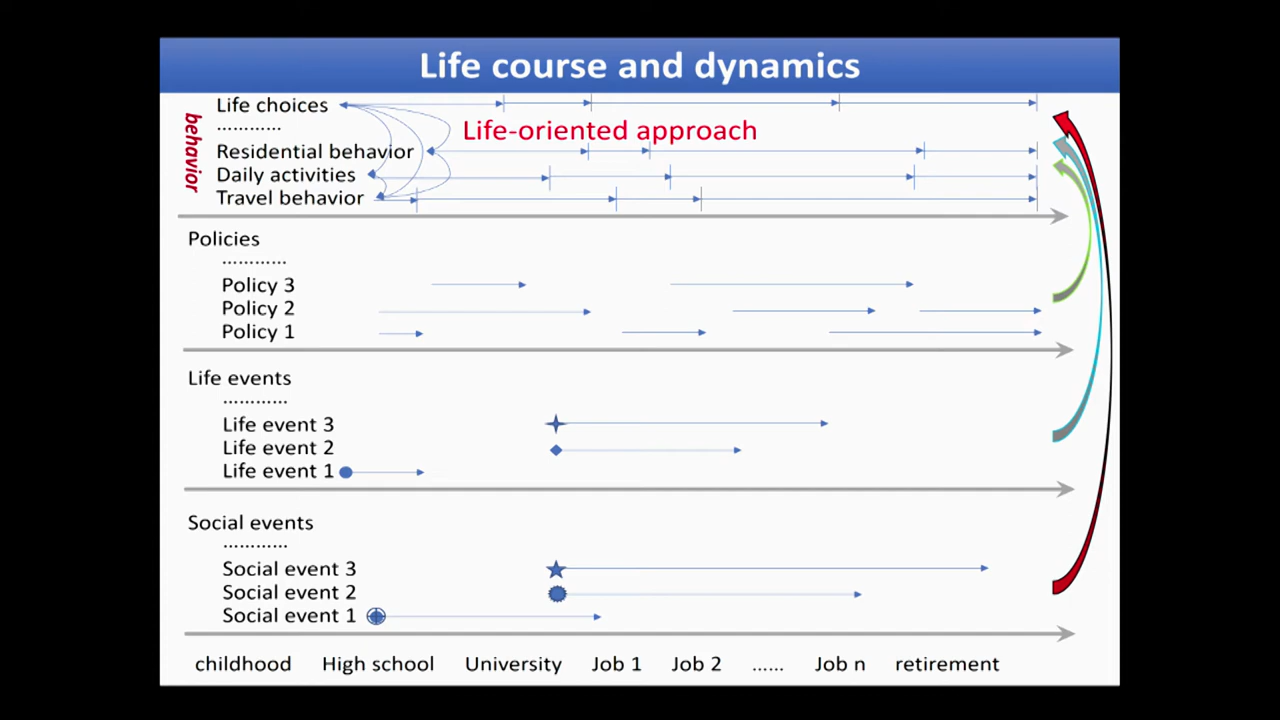 Life course and dynamics
behavior
Life choices
............
Life-oriented approach
Residential behavior
Daily activities
Travel behavior
Policies
............
Policy 3
Policy 2
Policy 1
Life events
............
Life event 3
Life event 2
Life event 1
Social events
............
Social event 3
Social event 2
Social event 1
childhood High school University Job 1 Job 2 ...... Job n retirement